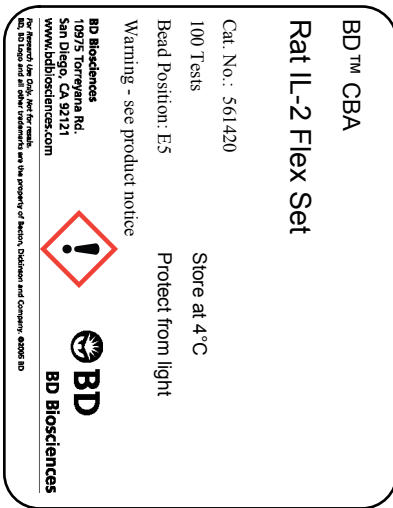 BD™ CBA
Rat IL-2 Flex Set
Cat. No.: 561420
100 Tests
Store at 4°C
Bead Position: E5
Protect from light
Warning - see product notice
BD Biosciences
10975 Torreyana Rd.
San Diego, CA 92121
www.bdbiosciences.com
BD
BD Biosciences
For Research Use Only. Not for resale.
BD, BD Logo and all other trademarks are the property of Becton, Dickinson and Company. ©2005 BD